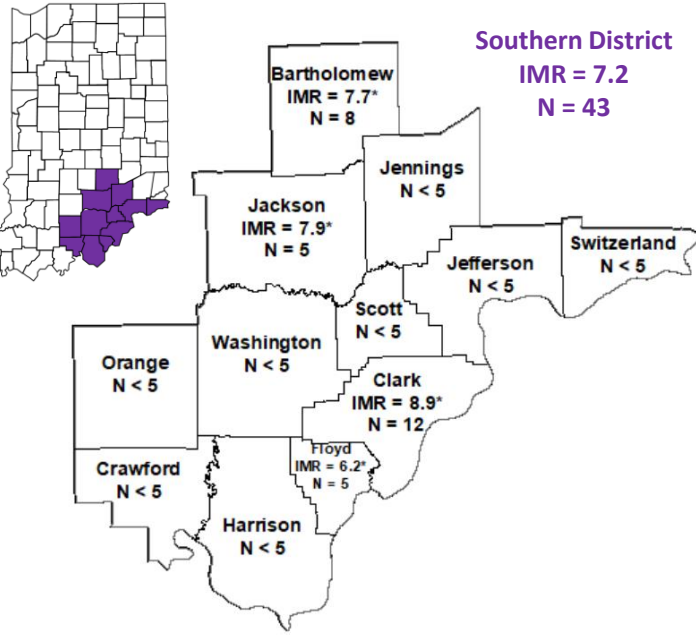 Southern District
IMR = 7.2
N = 43
Bartholomew
IMR = 7.7*
N = 8
Jennings
N < 5
Jackson
IMR = 7.9*
N = 5
Switzerland
N < 5
Jefferson
N < 5
Scott
N < 5
Washington
N < 5
Orange
N < 5
Clark
IMR = 8.9*
N = 12
Floyd
IMR = 6.2*
N = 5
Crawford
N < 5
Harrison
N < 5